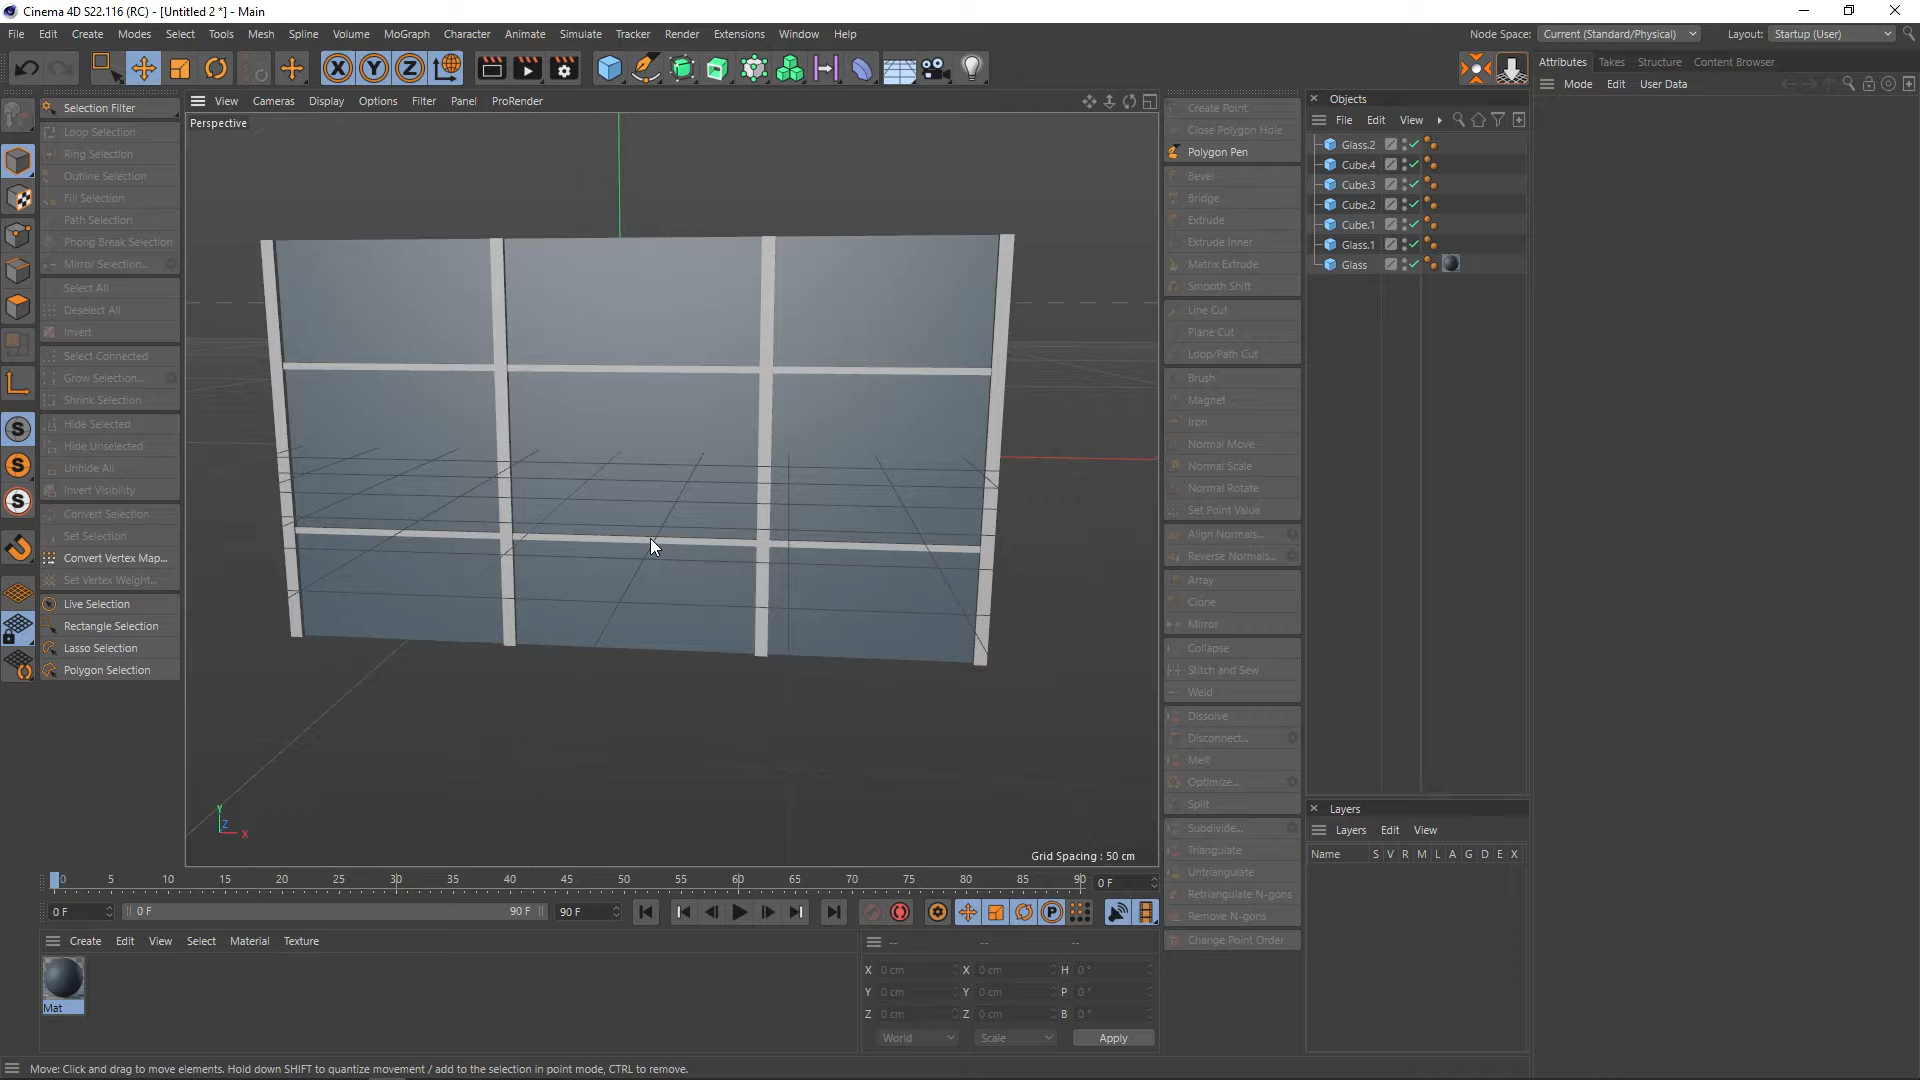 Cinema 4D S22.116 (RC) - [Untitled 2 *] - Main
File Edit Create Modes Select Spline Tools Mesh Spline Volume MoGraph Character Animate Simulate Tracker Render Extensions Window Help
Node Space: Current (Standard/Physical) Layout: Startup (User)
Attributes Takes Structure Content Browser
Mode Edit User Data
Selection Filter
Loop Selection
Ring Selection
Outline Selection
Fill Selection
Path Selection
Phong Break Selection
Mirror Selection...
Select All
Deselect All
Invert
Select Connected
Grow Selection...
Shrink Selection
Hide Selected
Hide Unselected
Unhide All
Invert Visibility
Convert Selection
Set Selection
Convert Vertex Map...
Set Vertex Weight...
Live Selection
Rectangle Selection
Lasso Selection
Polygon Selection
View Cameras Display Options Filter Panel ProRender
Perspective
Y
Z
X
Grid Spacing : 50 cm
Create Point
Close Polygon Hole
Polygon Pen
Bevel
Bridge
Extrude
Extrude Inner
Matrix Extrude
Smooth Shift
Line Cut
Plane Cut
Loop/Path Cut
Brush
Magnet
Iron
Normal Move
Normal Scale
Normal Rotate
Set Point Value
Align Normals...
Reverse Normals...
Array
Clone
Mirror
Collapse
Stitch and Sew
Weld
Dissolve
Disconnect...
Melt
Optimize...
Split
Subdivide...
Triangulate
Untriangulate
Retriangulate N-gons
Remove N-gons
Change Point Order
Objects
File Edit View
Glass.2
Cube.4
Cube.3
Cube.2
Cube.1
Glass.1
Glass
Layers
Layers Edit View
Name S V R M L A G D E X
0 5 10 15 20 25 30 35 40 45 50 55 60 65 70 75 80 85 90 0 F
0 F 0 F 90 F 90 F
Create Edit View Select Material Texture
Mat
-- -- --
X 0 cm X 0 cm H 0 °
Y 0 cm Y 0 cm P 0 °
Z 0 cm Z 0 cm B 0 °
World Scale Apply
Move: Click and drag to move elements. Hold down SHIFT to quantize movement / add to the selection in point mode, CTRL to remove.